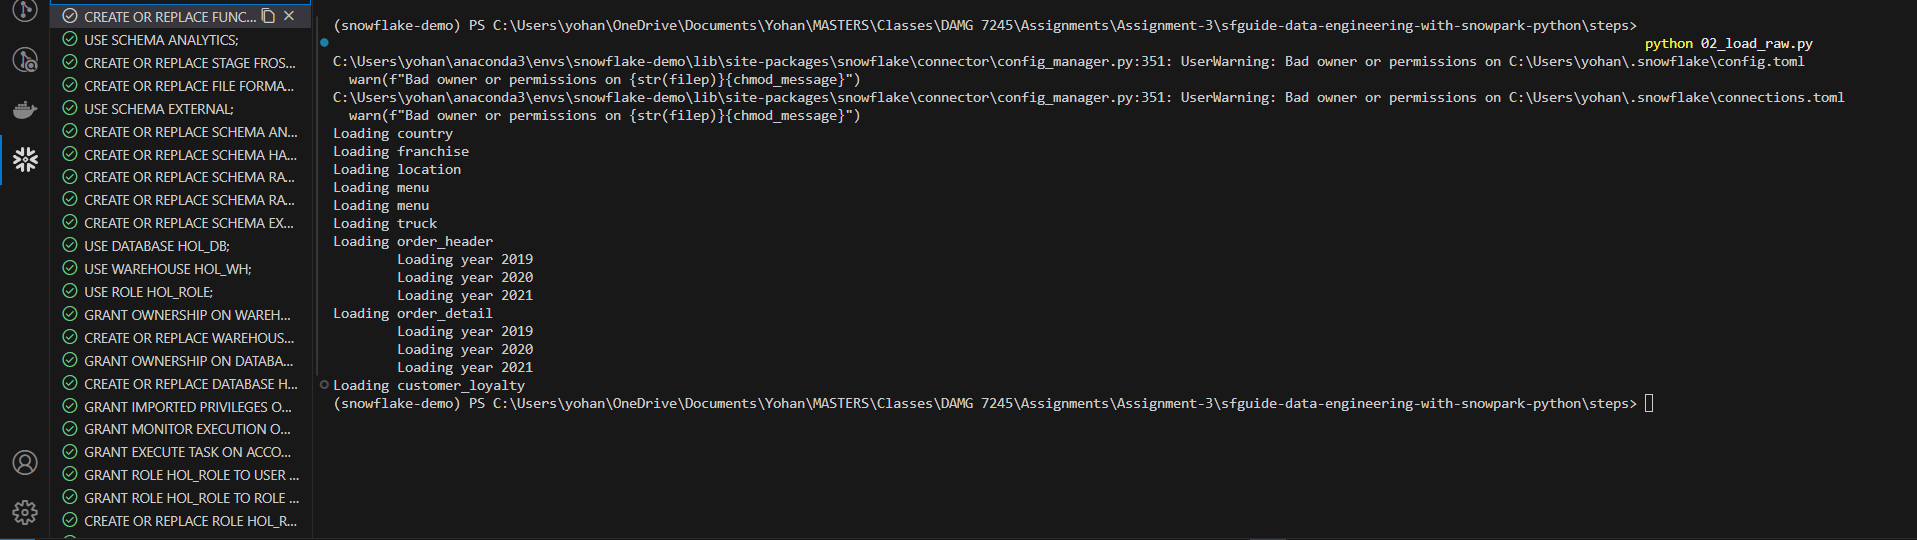 CREATE OR REPLACE FUNC...
USE SCHEMA ANALYTICS;
CREATE OR REPLACE STAGE FROS...
CREATE OR REPLACE FILE FORMA...
USE SCHEMA EXTERNAL;
CREATE OR REPLACE SCHEMA AN...
CREATE OR REPLACE SCHEMA HA...
CREATE OR REPLACE SCHEMA RA...
CREATE OR REPLACE SCHEMA RA...
CREATE OR REPLACE SCHEMA EX...
USE DATABASE HOL_DB;
USE WAREHOUSE HOL_WH;
USE ROLE HOL_ROLE;
GRANT OWNERSHIP ON WAREH...
CREATE OR REPLACE WAREHOUS...
GRANT OWNERSHIP ON DATABA...
CREATE OR REPLACE DATABASE H...
GRANT IMPORTED PRIVILEGES O...
GRANT MONITOR EXECUTION O...
GRANT EXECUTE TASK ON ACCO...
GRANT ROLE HOL_ROLE TO USER ...
GRANT ROLE HOL_ROLE TO ROLE ...
CREATE OR REPLACE ROLE HOL_R...
(snowflake-demo) PS C:\Users\yohan\OneDrive\Documents\Yohan\MASTERS\Classes\DAMG 7245\Assignments\Assignment-3\sfguide-data-engineering-with-snowpark-python\steps>
python 02_load_raw.py
C:\Users\yohan\anaconda3\envs\snowflake-demo\lib\site-packages\snowflake\connector\config_manager.py:351: UserWarning: Bad owner or permissions on C:\Users\yohan\.snowflake\config.toml
warn(f"Bad owner or permissions on {str(filep)}{chmod_message}")
C:\Users\yohan\anaconda3\envs\snowflake-demo\lib\site-packages\snowflake\connector\config_manager.py:351: UserWarning: Bad owner or permissions on C:\Users\yohan\.snowflake\connections.toml
warn(f"Bad owner or permissions on {str(filep)}{chmod_message}")
Loading country
Loading franchise
Loading location
Loading menu
Loading menu
Loading truck
Loading order_header
Loading year 2019
Loading year 2020
Loading year 2021
Loading order_detail
Loading year 2019
Loading year 2020
Loading year 2021
Loading customer_loyalty
(snowflake-demo) PS C:\Users\yohan\OneDrive\Documents\Yohan\MASTERS\Classes\DAMG 7245\Assignments\Assignment-3\sfguide-data-engineering-with-snowpark-python\steps>